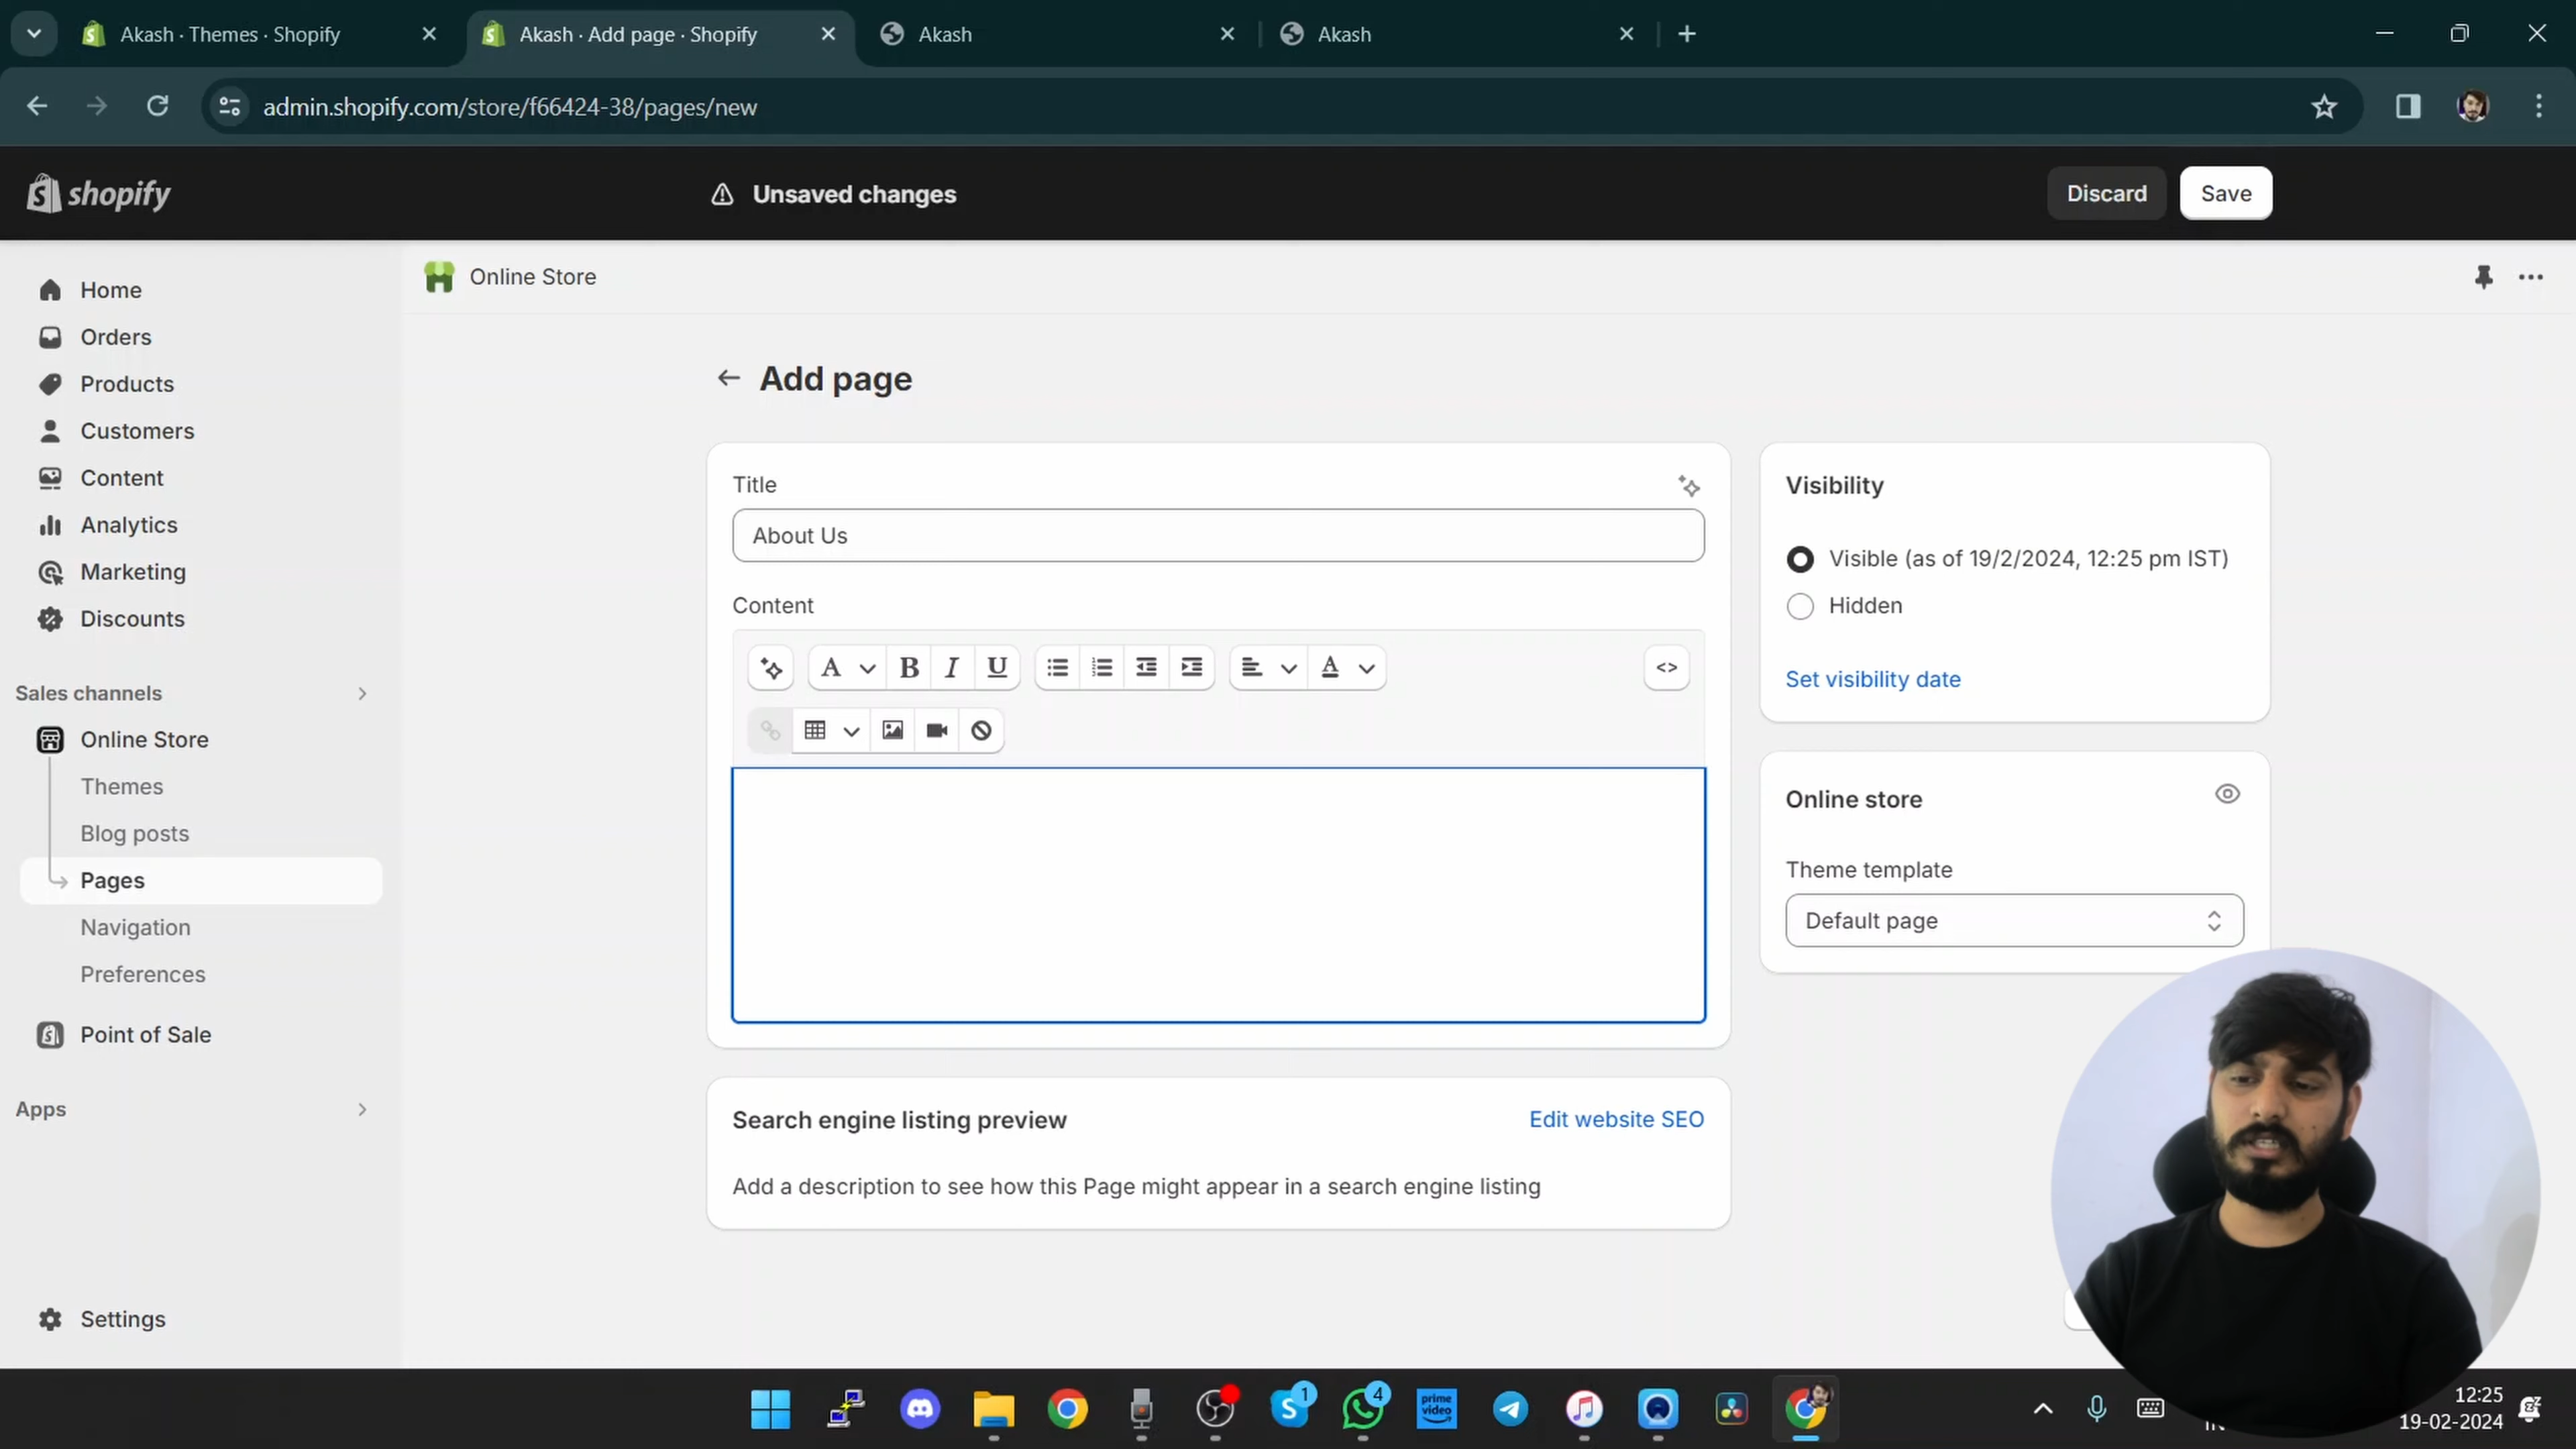 Akash · Themes · Shopify
Akash · Add page · Shopify
Akash
Akash
admin.shopify.com/store/f66424-38/pages/new
shopify
Unsaved changes
Discard
Save
Home
Orders
Products
Customers
Content
Analytics
Marketing
Discounts
Sales channels
Online Store
Themes
Blog posts
Pages
Navigation
Preferences
Point of Sale
Apps
Settings
Online Store
Add page
Title
About Us
Content
A
B
I
U
A
<>
Search engine listing preview
Edit website SEO
Add a description to see how this Page might appear in a search engine listing
Visibility
Visible (as of 19/2/2024, 12:25 pm IST)
Hidden
Set visibility date
Online store
Theme template
Default page
1
4
prime video
12:25
19-02-2024